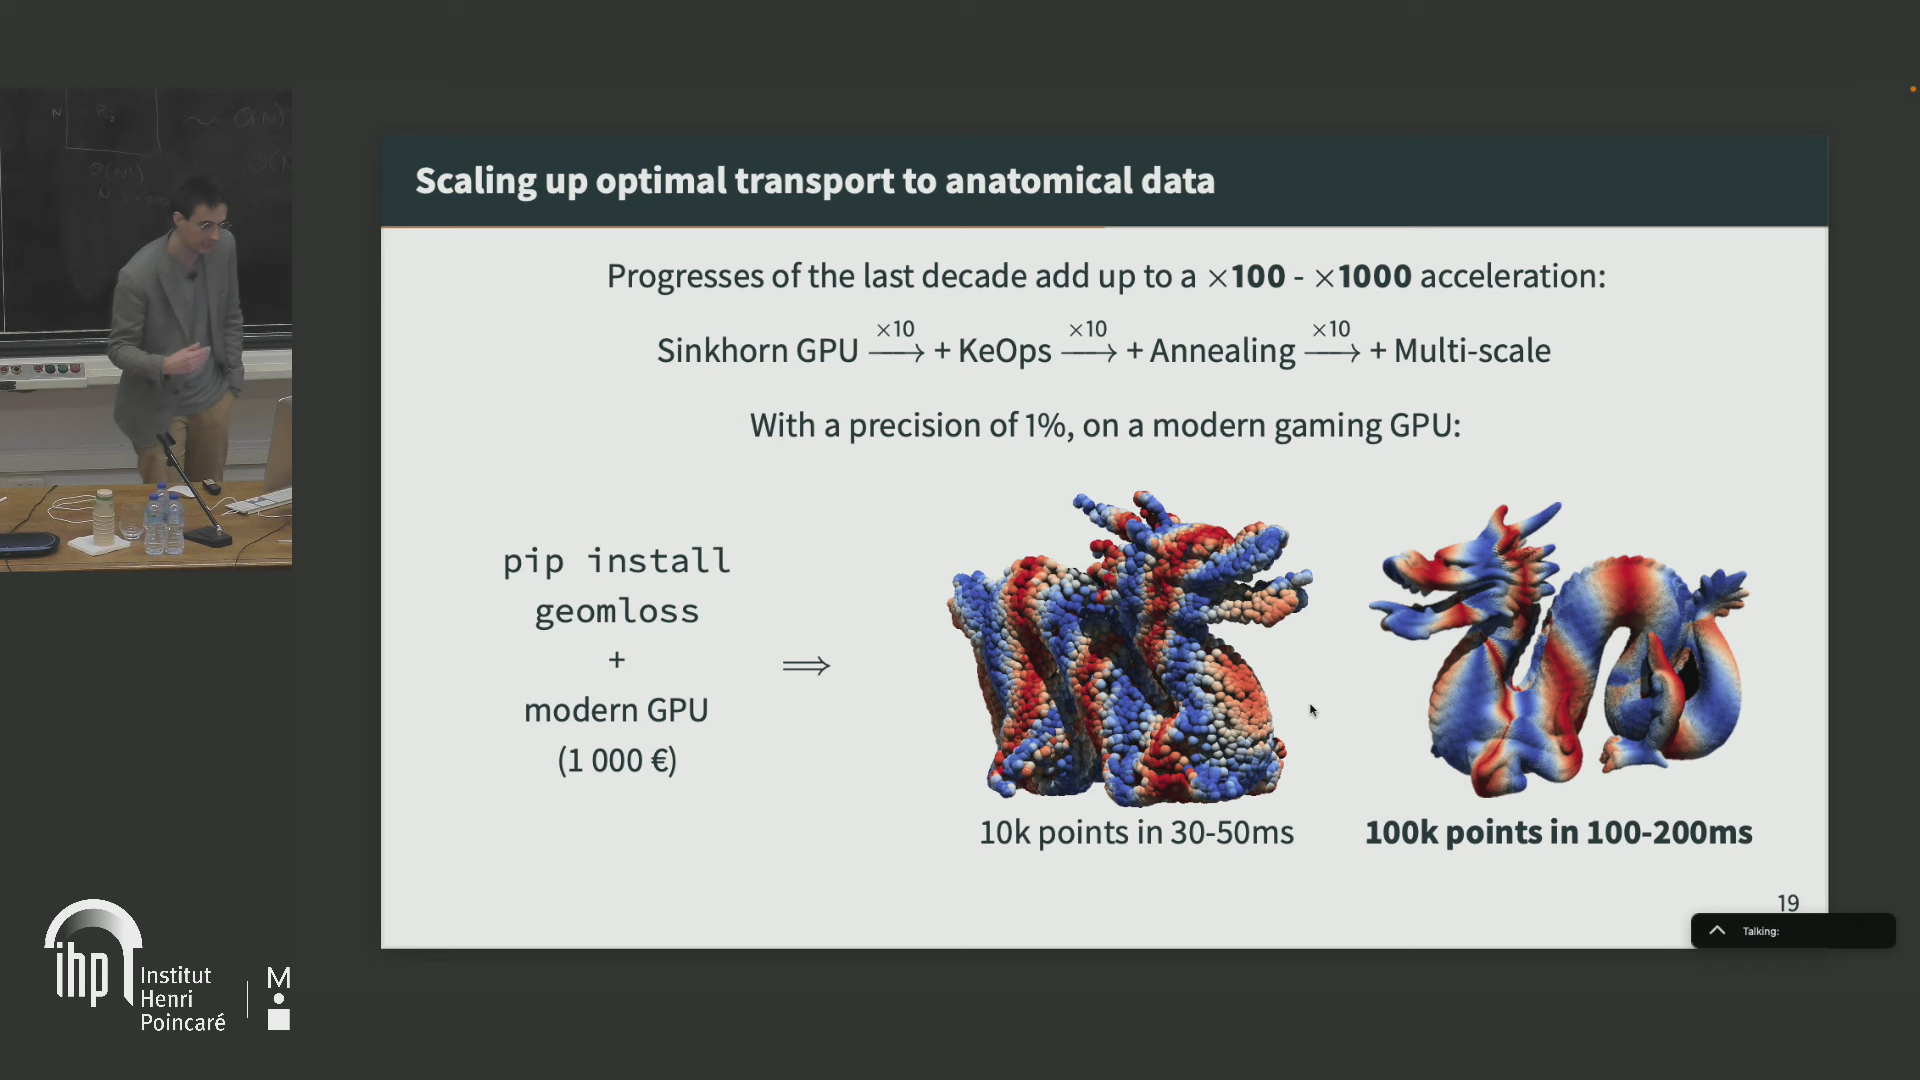 Scaling up optimal transport to anatomical data
Progresses of the last decade add up to a ×100 - ×1000 acceleration:
Sinkhorn GPU ×10 ⟶ + KeOps ×10 ⟶ + Annealing ×10 ⟶ + Multi-scale
With a precision of 1%, on a modern gaming GPU:
pip install
geomloss
+
modern GPU
(1 000 €)
⟹
10k points in 30-50ms
100k points in 100-200ms
19
Talking:
ihp
Institut
Henri
Poincaré
M
N
O(N)
O(N²)